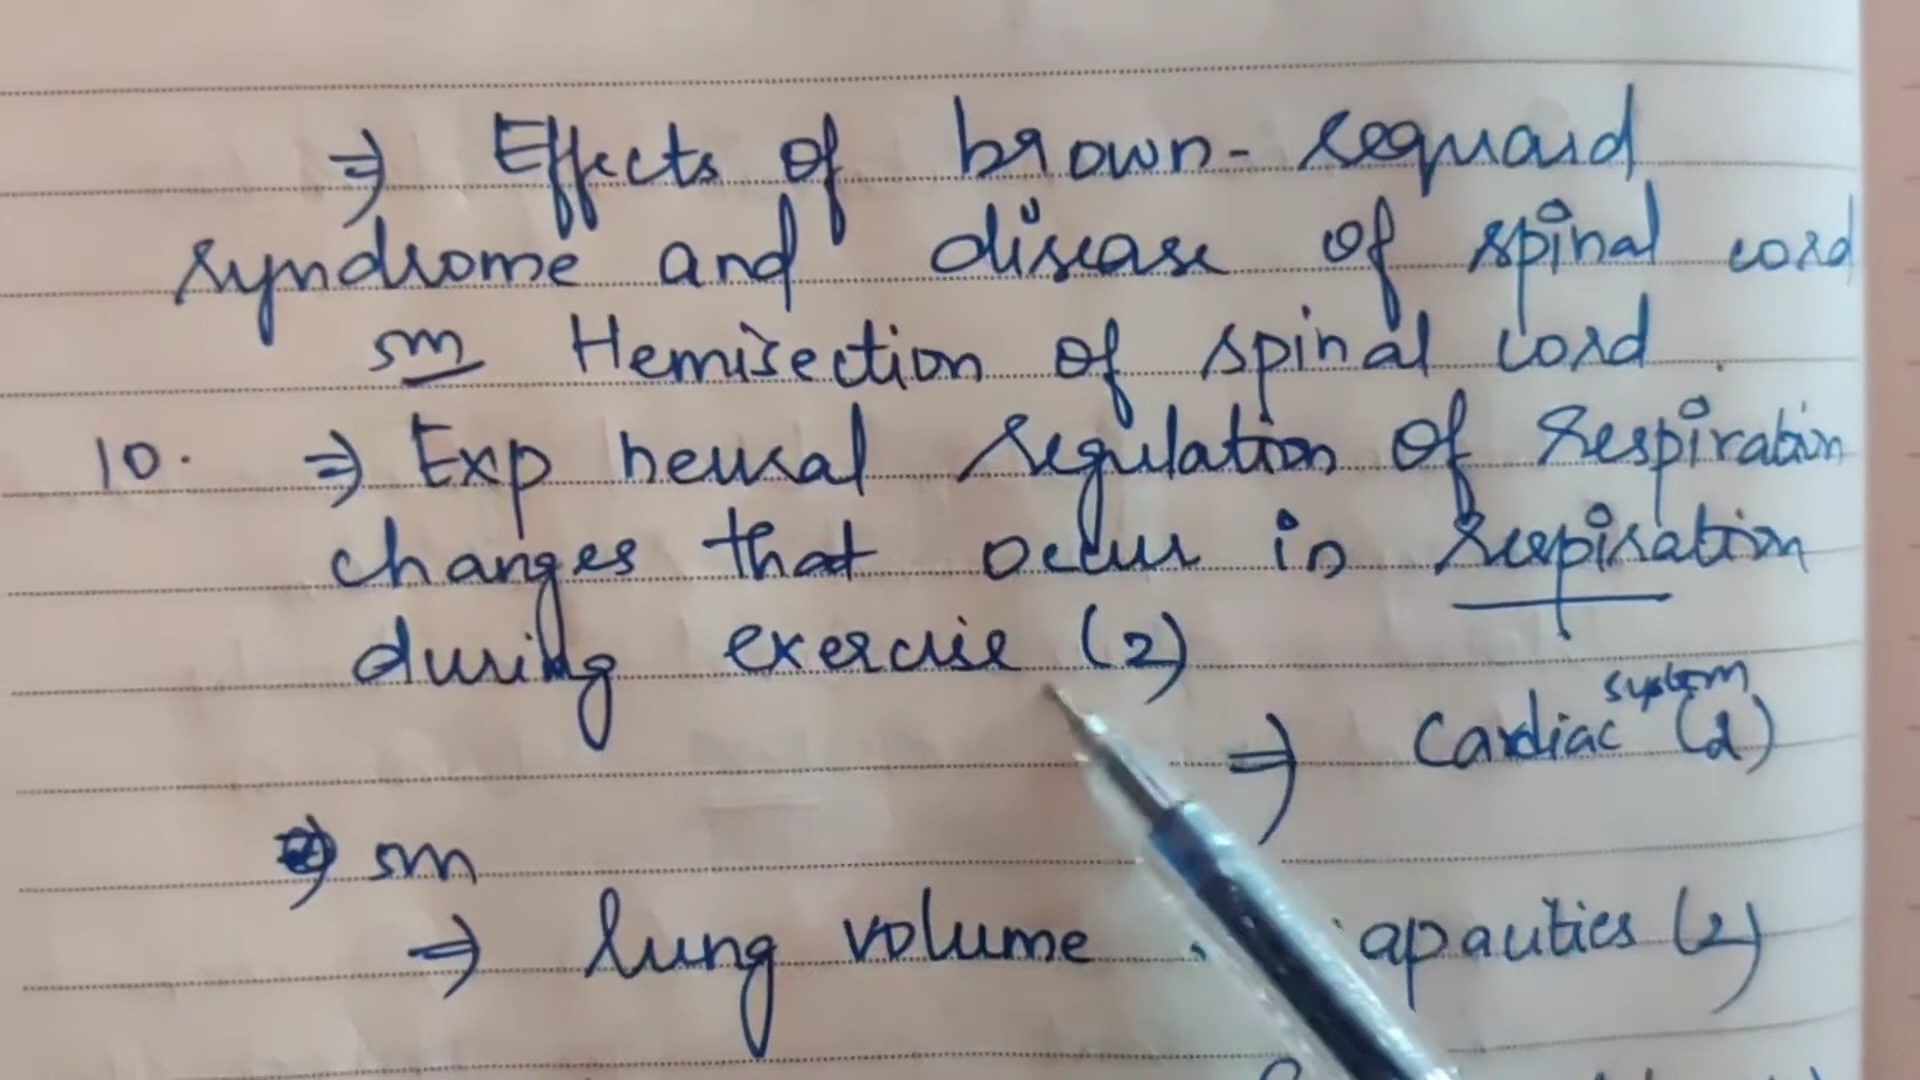 ⇒ Effects of brown-sequard
syndrome and disease of spinal cord
sm Hemisection of spinal cord.
10. ⇒ Exp neural regulation of respiration
changes that occur in respiration
during exercise (2)
⇒ Cardiac system (2)
⇒ sm
⇒ lung volume apacities (2)